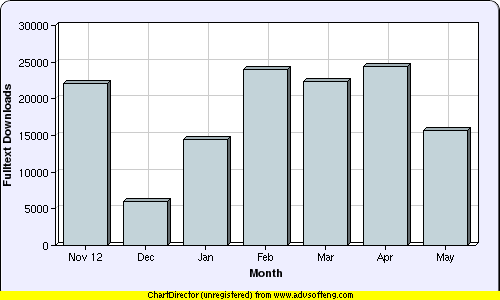 30000
25000
20000
15000
10000
5000
0
Fulltext Downloads
Nov 12 Dec Jan Feb Mar Apr May
Month
ChartDirector (unregistered) from www.advsofteng.com